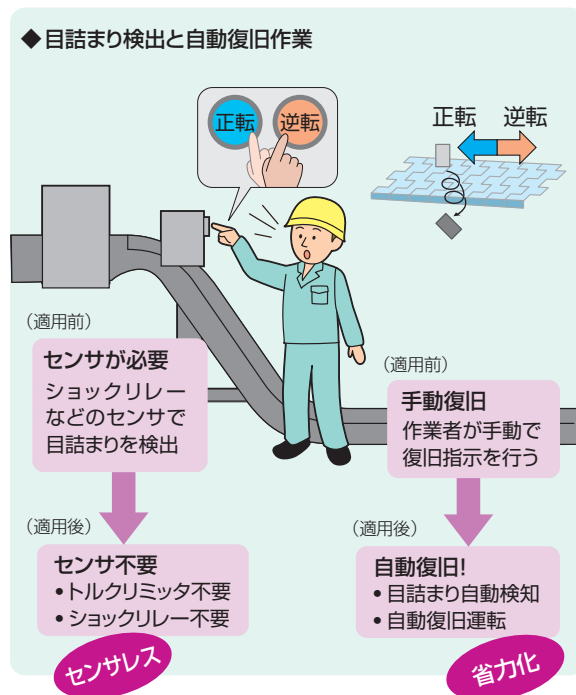 ◆目詰まり検出と自動復旧作業
正転
逆転
正転
逆転
（適用前）
センサが必要
ショックリレー
などのセンサで
目詰まりを検出
（適用後）
センサ不要
•トルクリミッタ不要
•ショックリレー不要
センサレス
（適用前）
手動復旧
作業者が手動で
復旧指示を行う
（適用後）
自動復旧!
•目詰まり自動検知
•自動復旧運転
省力化